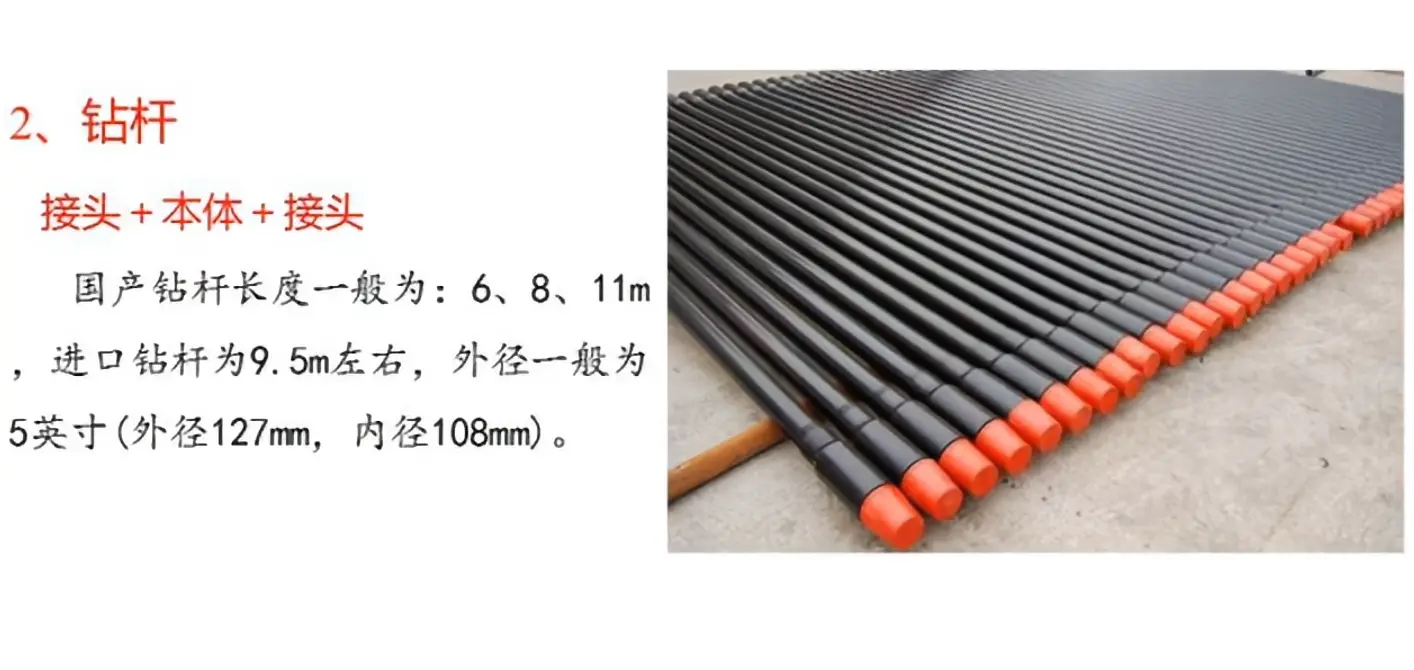 2、钻杆
接头+本体+接头
国产钻杆长度一般为：6、8、11m
，进口钻杆为9.5m左右，外径一般为
5英寸(外径127mm，内径108mm)。